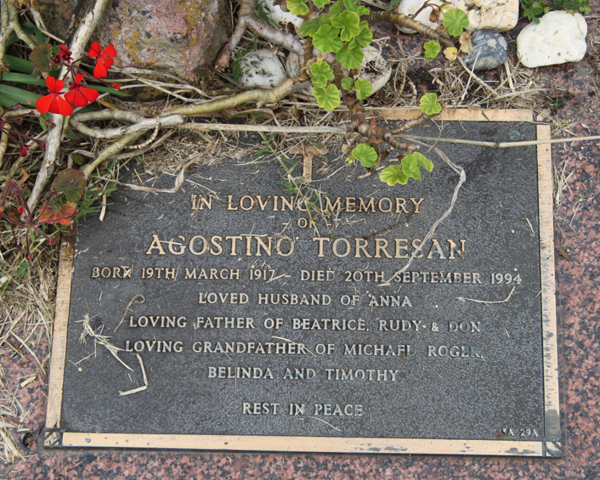 IN LOVING MEMORY
OF
AGOSTINO TORRESAN
BORN 19TH MARCH 1917 - DIED 20TH SEPTEMBER 1994
LOVED HUSBAND OF ANNA
LOVING FATHER OF BEATRICE, RUDY & DON
LOVING GRANDFATHER OF MICHAEL, ROGER,
BELINDA AND TIMOTHY
REST IN PEACE